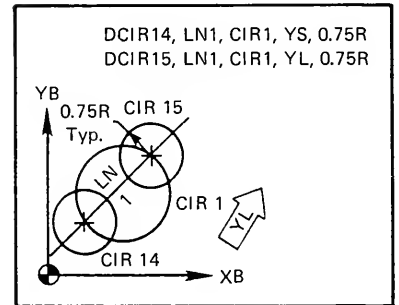 DCIR14, LN1, CIR1, YS, 0.75R
DCIR15, LN1, CIR1, YL, 0.75R
YB
0.75R
Typ.
CIR 15
LN
1
CIR 1
YL
CIR 14
XB